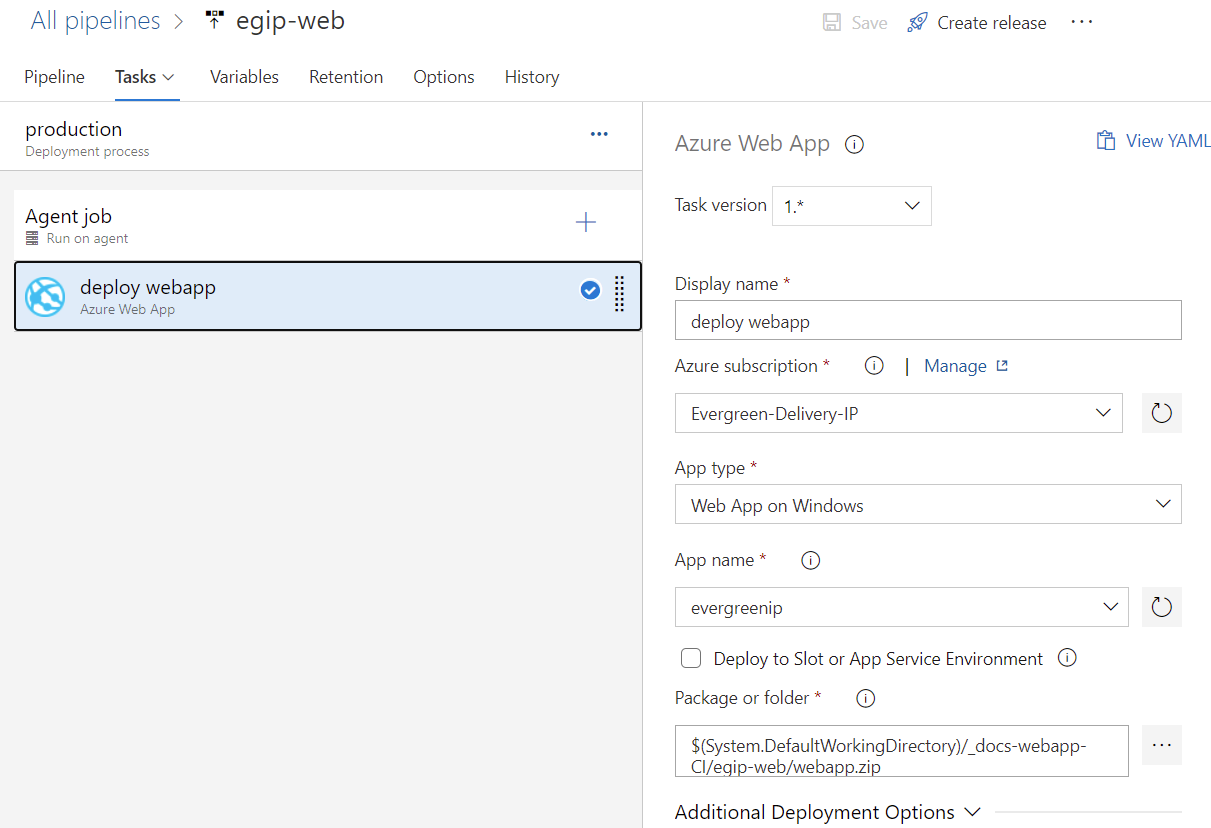 All pipelines > egip-web
Save Create release ...
Pipeline Tasks Variables Retention Options History
production
Deployment process
Agent job
Run on agent
deploy webapp
Azure Web App
Azure Web App
View YAML
Task version 1.*
Display name *
deploy webapp
Azure subscription * | Manage
Evergreen-Delivery-IP
App type *
Web App on Windows
App name *
evergreenip
Deploy to Slot or App Service Environment
Package or folder *
$(System.DefaultWorkingDirectory)/_docs-webapp-
CI/egip-web/webapp.zip
Additional Deployment Options